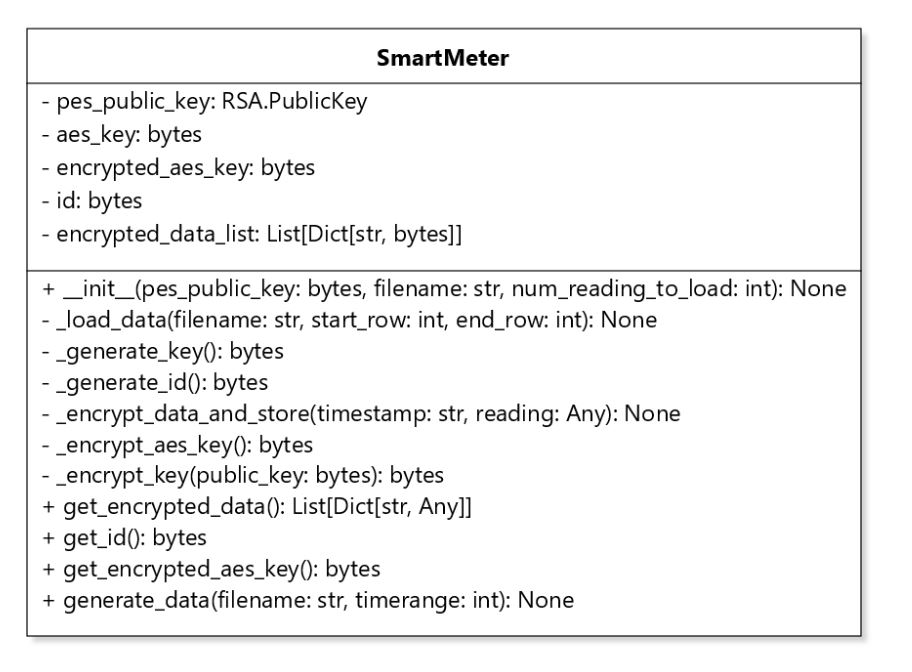 SmartMeter
- pes_public_key: RSA.PublicKey
- aes_key: bytes
- encrypted_aes_key: bytes
- id: bytes
- encrypted_data_list: List[Dict[str, bytes]]
+ __init__(pes_public_key: bytes, filename: str, num_reading_to_load: int): None
- _load_data(filename: str, start_row: int, end_row: int): None
- _generate_key(): bytes
- _generate_id(): bytes
- _encrypt_data_and_store(timestamp: str, reading: Any): None
- _encrypt_aes_key(): bytes
- _encrypt_key(public_key: bytes): bytes
+ get_encrypted_data(): List[Dict[str, Any]]
+ get_id(): bytes
+ get_encrypted_aes_key(): bytes
+ generate_data(filename: str, timerange: int): None